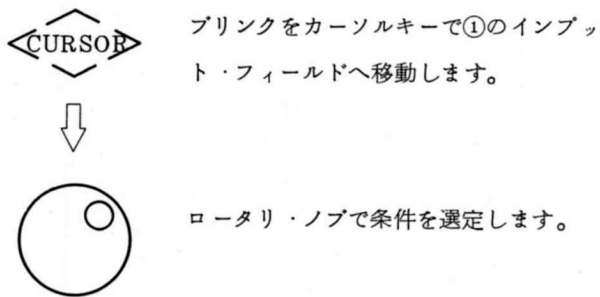 CURSOR
ブリンクをカーソルキーで①のインプッ
ト・フィールドへ移動します。
ロータリ・ノブで条件を選定します。